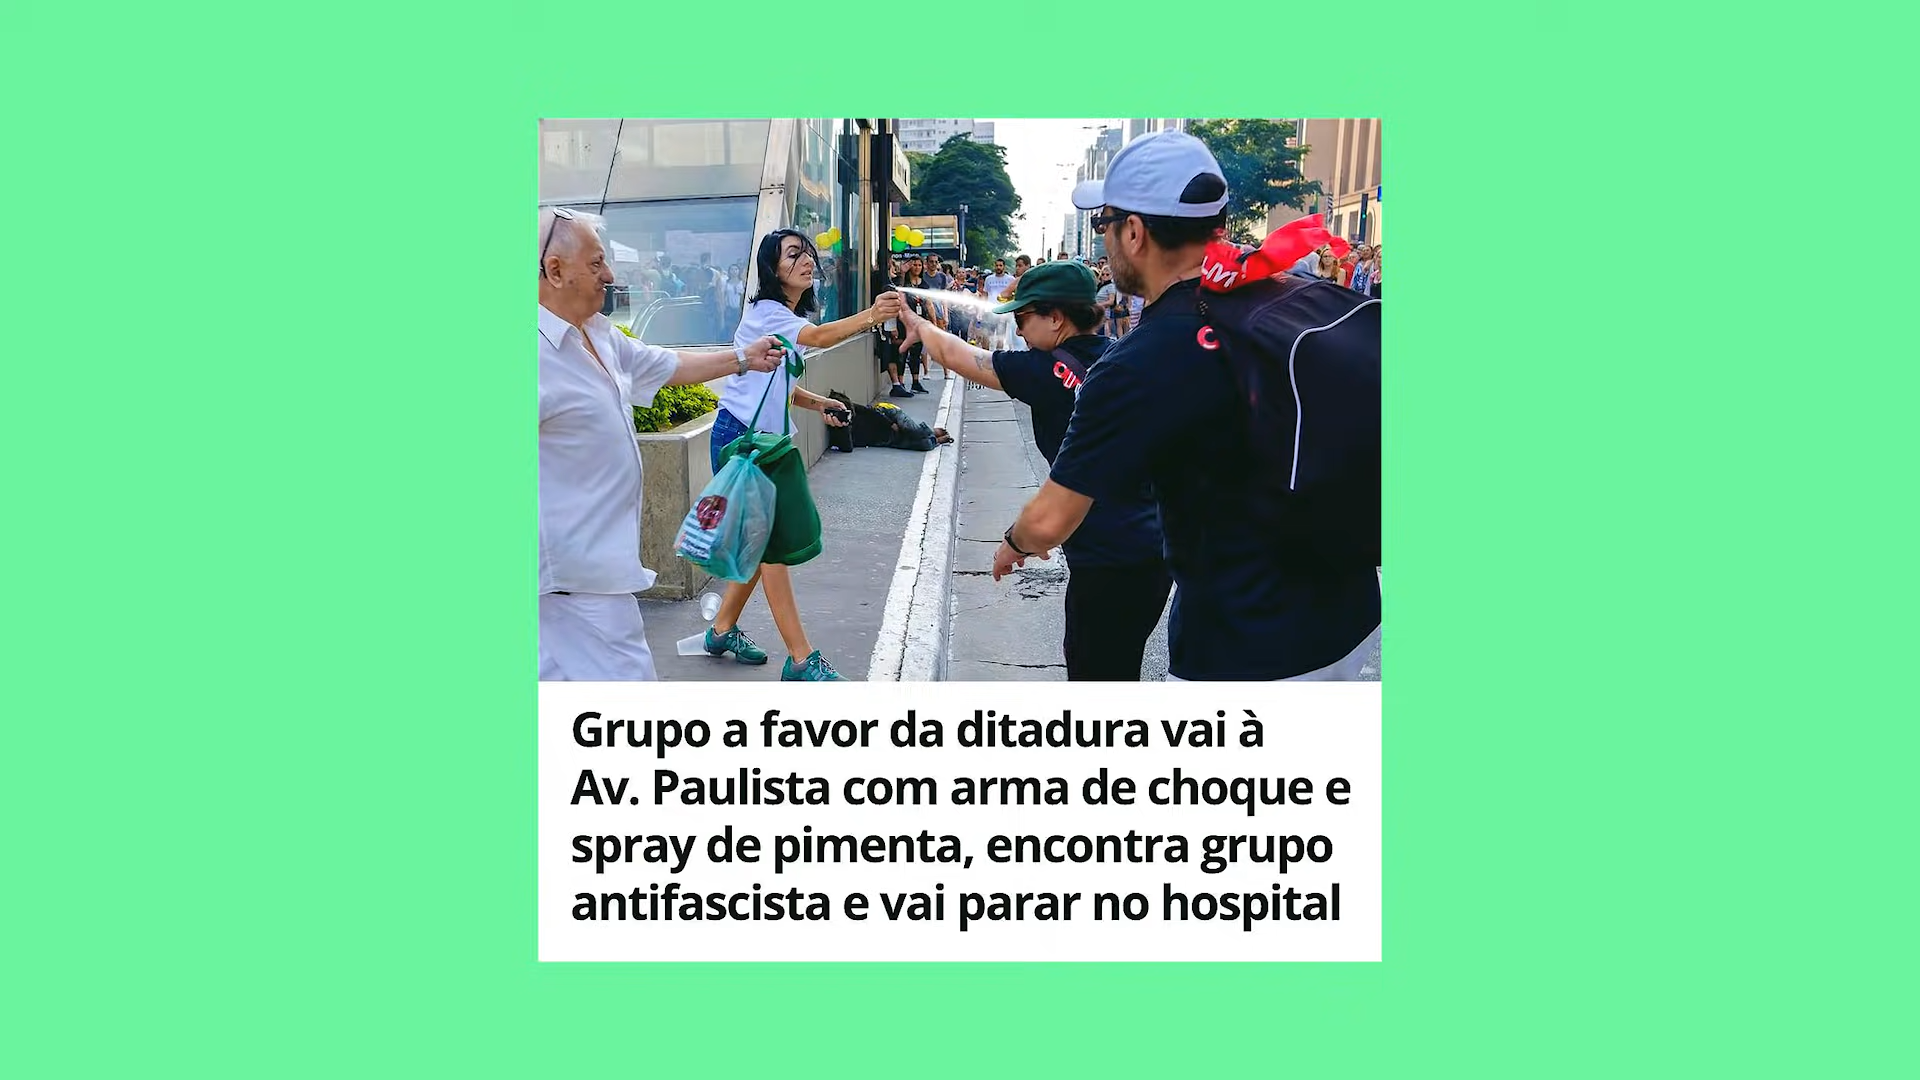 Grupo a favor da ditadura vai à
Av. Paulista com arma de choque e
spray de pimenta, encontra grupo
antifascista e vai parar no hospital